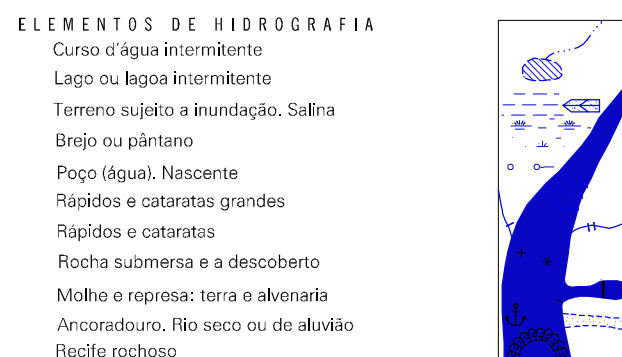 ELEMENTOS DE HIDROGRAFIA
Curso d'água intermitente
Lago ou lagoa intermitente
Terreno sujeito a inundação. Salina
Brejo ou pântano
Poço (água). Nascente
Rápidos e cataratas grandes
Rápidos e cataratas
Rocha submersa e a descoberto
Molhe e represa: terra e alvenaria
Ancoradouro. Rio seco ou de aluvião
Recife rochoso